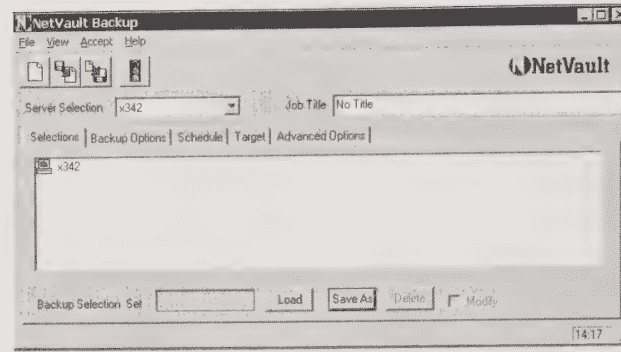 NetVault Backup
File View Accept Help
NetVault
Server Selection x342 Job Title No Title
Selections Backup Options Schedule Target Advanced Options
x342
Backup Selection Set Load Save As Delete Modify
14:17